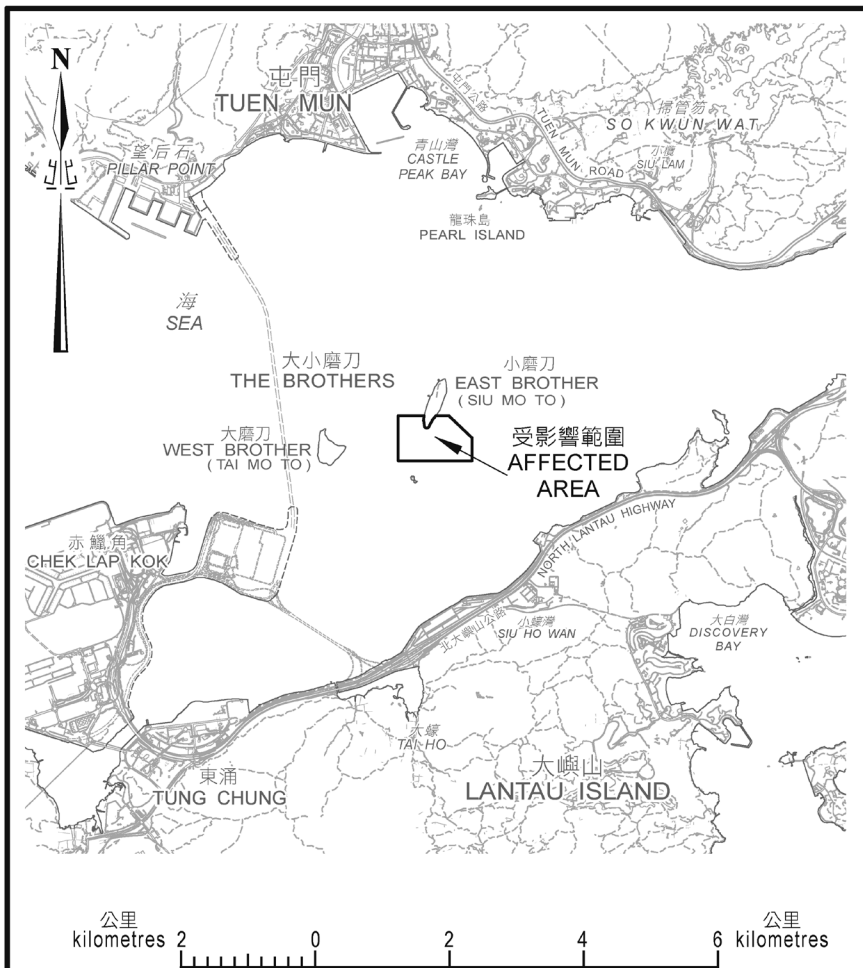 N
屯門
TUEN MUN
屯門公路
TUEN MUN ROAD
掃管笏
SO KWUN WAT
小欖
SIU LAM
望后石
PILLAR POINT
青山灣
CASTLE
PEAK BAY
龍珠島
PEARL ISLAND
海
SEA
大小磨刀
THE BROTHERS
小磨刀
EAST BROTHER
(SIU MO TO)
大磨刀
WEST BROTHER
(TAI MO TO)
受影響範圍
AFFECTED
AREA
赤鱲角
CHEK LAP KOK
NORTH LANTAU HIGHWAY
北大嶼山公路
小蠔灣
SIU HO WAN
大白灣
DISCOVERY
BAY
大蠔
TAI HO
東涌
TUNG CHUNG
大嶼山
LANTAU ISLAND
公里
kilometres
2 0 2 4 6
公里
kilometres